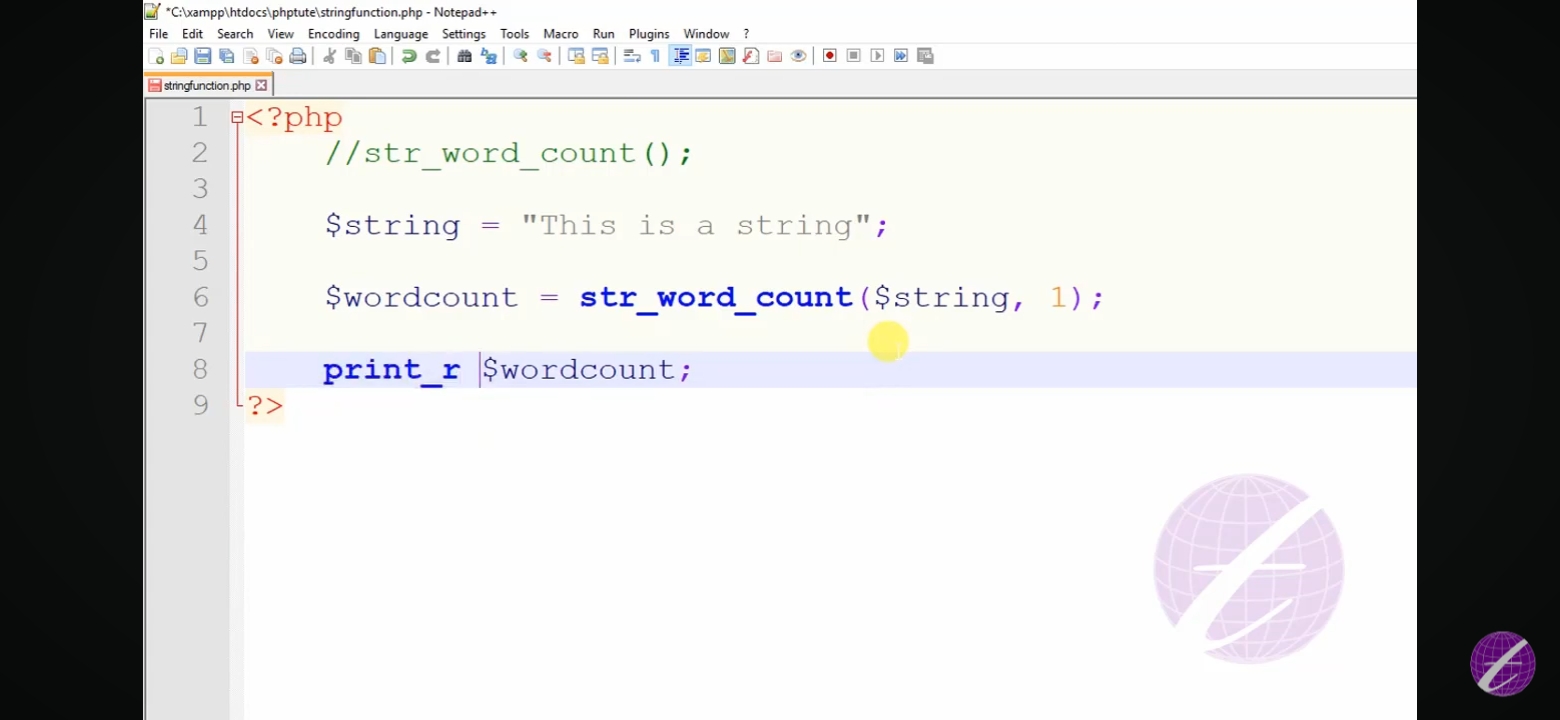 *C:\xampp\htdocs\phptute\stringfunction.php - Notepad++
File Edit Search View Encoding Language Settings Tools Macro Run Plugins Window ?
stringfunction.php
1 <?php
2 //str_word_count();
3
4 $string = "This is a string";
5
6 $wordcount = str_word_count($string, 1);
7
8 print_r $wordcount;
9 ?>